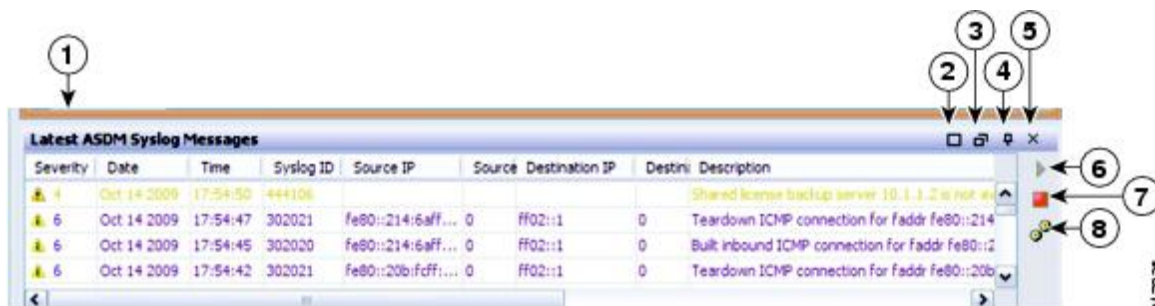 1
2
3
4
5
Latest ASDM Syslog Messages
Severity Date Time Syslog ID Source IP Source Destination IP Destin: Description
4 Oct 14 2009 17:54:50 444106 Shared license backup server 10.1.1.2 is not av
6 Oct 14 2009 17:54:47 302021 fe80::214:6aff... 0 ff02::1 0 Teardown ICMP connection for faddr fe80::214
6 Oct 14 2009 17:54:45 302020 fe80::214:6aff... 0 ff02::1 0 Built inbound ICMP connection for faddr fe80::2
6 Oct 14 2009 17:54:42 302021 fe80::20b:fcff:... 0 ff02::1 0 Teardown ICMP connection for faddr fe80::20b
6
7
8